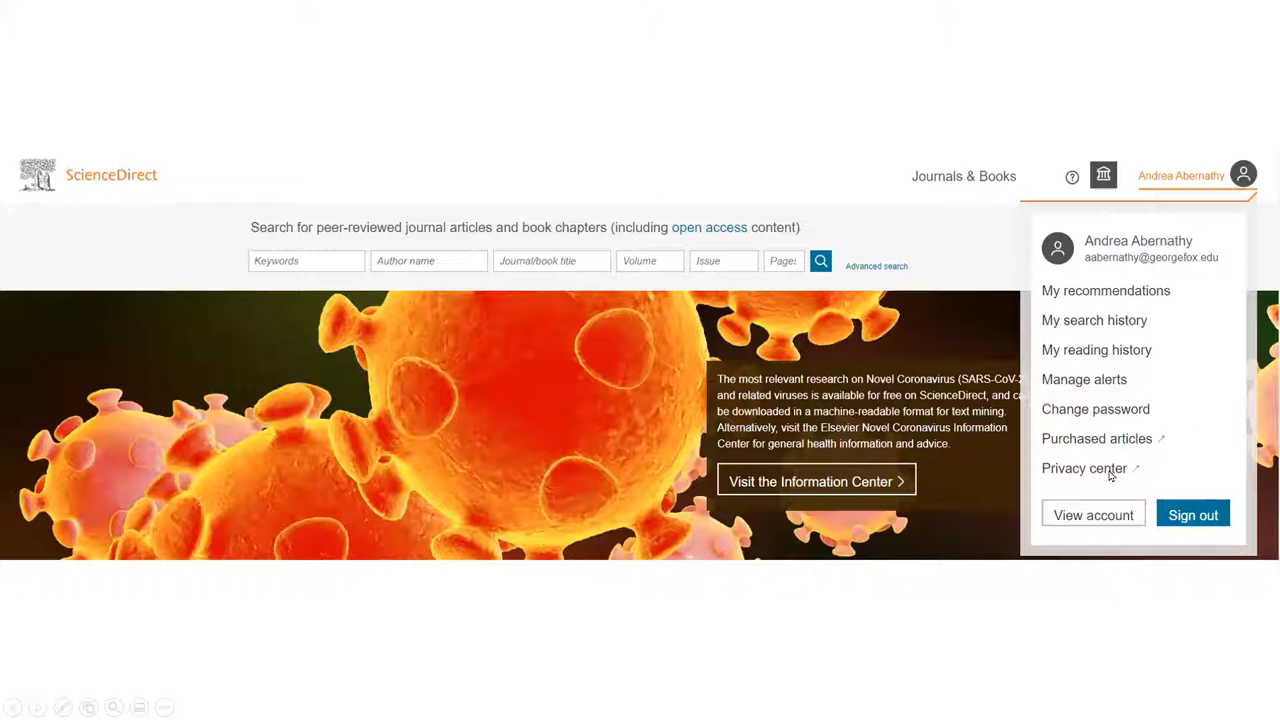 ScienceDirect
Journals & Books
?
Andrea Abernathy
Search for peer-reviewed journal articles and book chapters (including open access content)
Keywords
Author name
Journal/book title
Volume
Issue
Pages
Advanced search
Andrea Abernathy
aabernathy@georgefox.edu
My recommendations
My search history
My reading history
Manage alerts
Change password
Purchased articles
Privacy center
View account
Sign out
The most relevant research on Novel Coronavirus (SARS-CoV-2)
and related viruses is available for free on ScienceDirect, and ca
be downloaded in a machine-readable format for text mining.
Alternatively, visit the Elsevier Novel Coronavirus Information
Center for general health information and advice.
Visit the Information Center